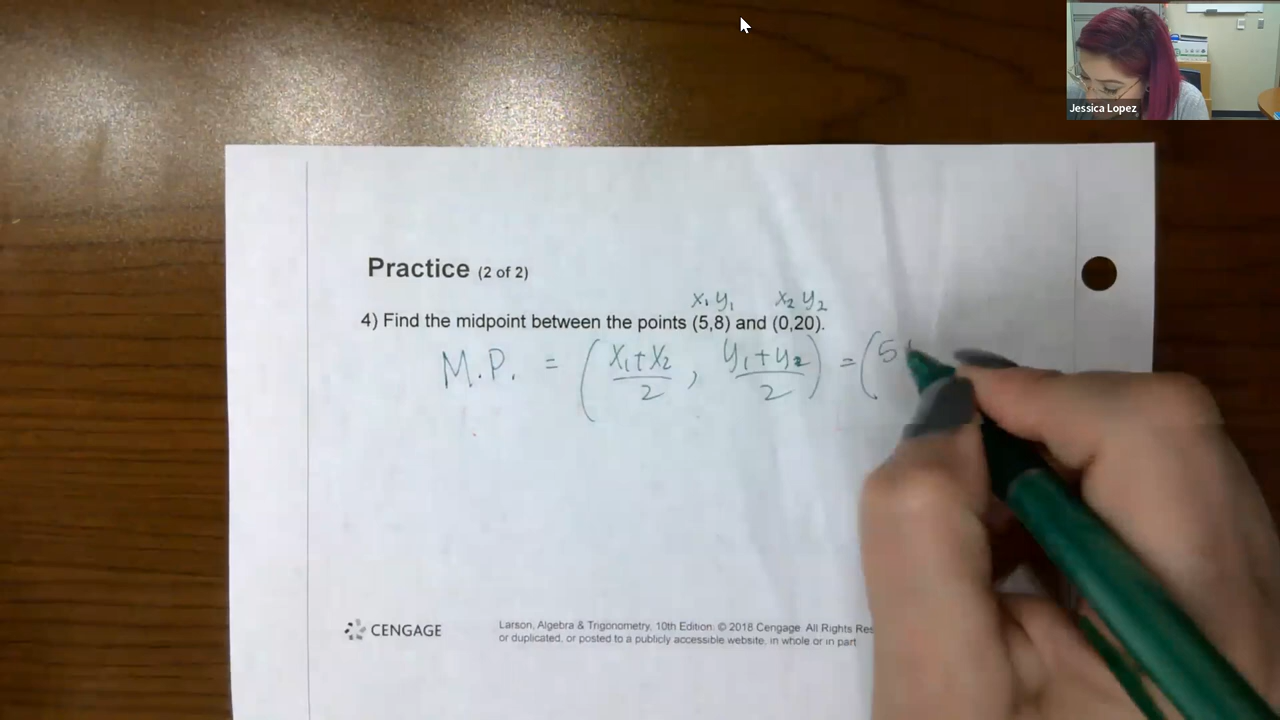 Jessica Lopez
Practice (2 of 2)
x₁ y₁ x₂ y₂
4) Find the midpoint between the points (5,8) and (0,20).
M.P. = ( x₁+x₂ / 2 , y₁+y₂ / 2 ) = ( 5
CENGAGE
Larson, Algebra & Trigonometry, 10th Edition: © 2018 Cengage. All Rights Res
or duplicated, or posted to a publicly accessible website, in whole or in part